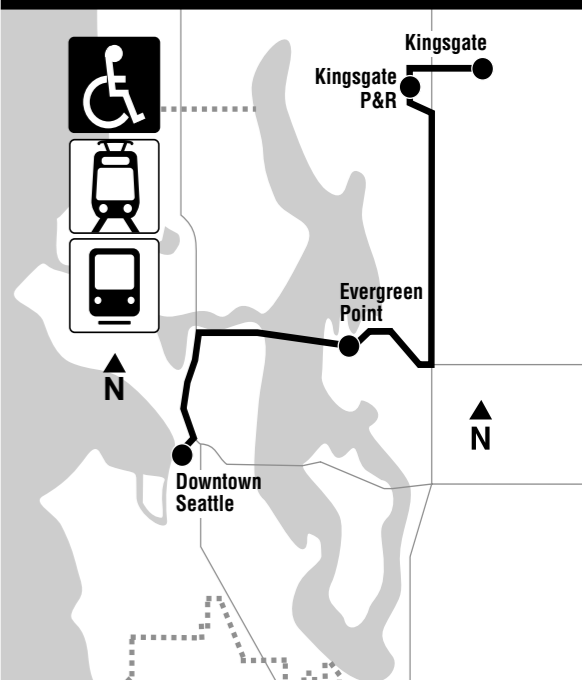 Kingsgate
Kingsgate
P&R
Evergreen
Point
N
N
Downtown
Seattle